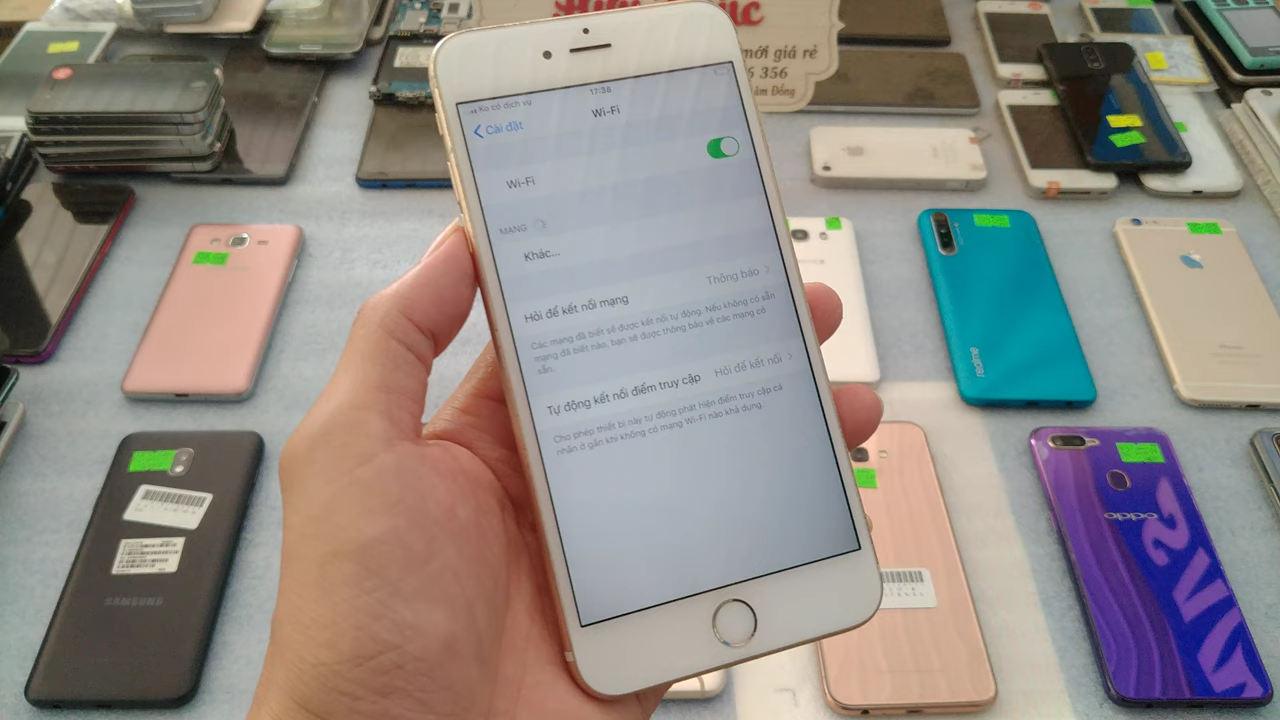 mới giá rẻ
356
Ko có dịch vụ
17:36
Cài đặt
Wi-Fi
Wi-Fi
MẠNG
Khác...
Hỏi để kết nối mạng
Thông báo
Các mạng đã biết sẽ được kết nối tự động. Nếu không có sẵn
mạng đã biết nào, bạn sẽ được thông báo về các mạng có
sẵn.
Tự động kết nối điểm truy cập
Hỏi để kết nối
Cho phép thiết bị này tự động phát hiện điểm truy cập cá
nhân ở gần khi không có mạng Wi-Fi nào khả dụng.
realme
iPhone
oppo
SAMSUNG